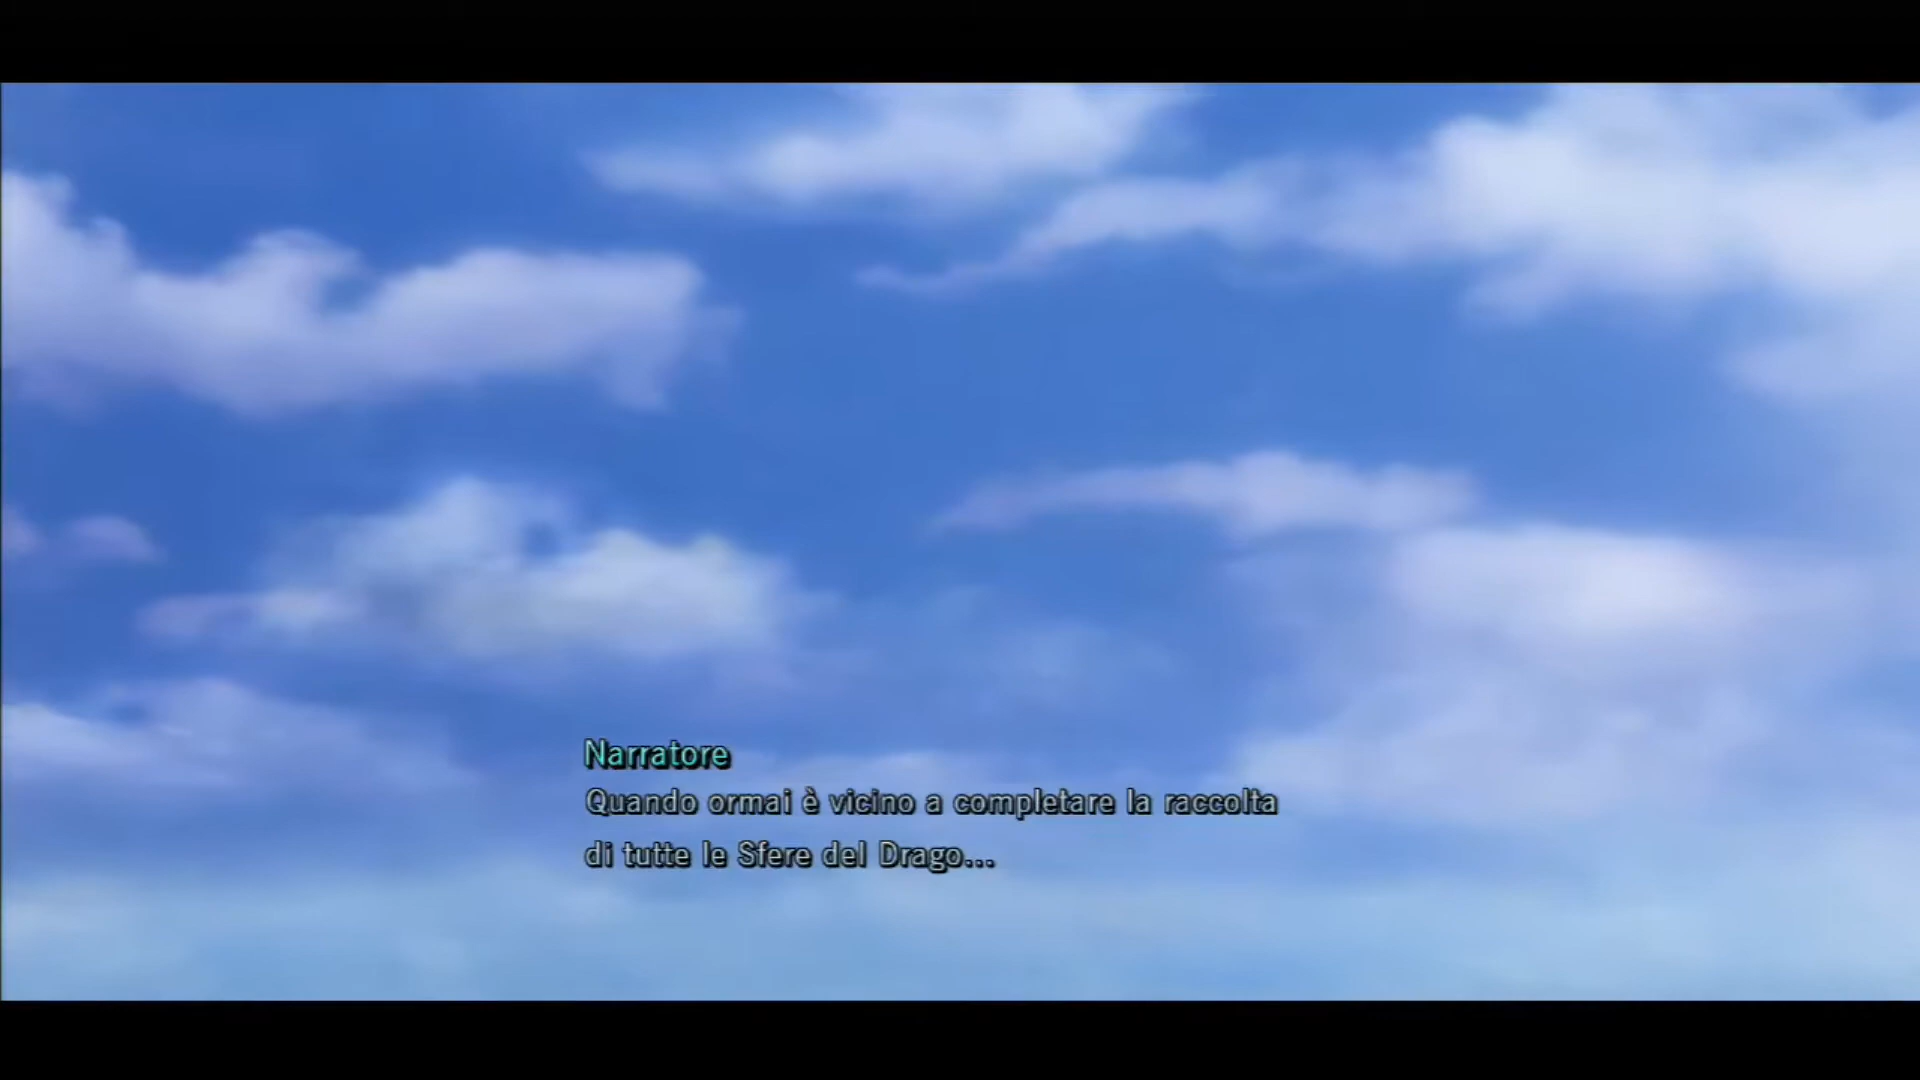 Narratore
Quando ormai è vicino a completare la raccolta
di tutte le Sfere del Drago...